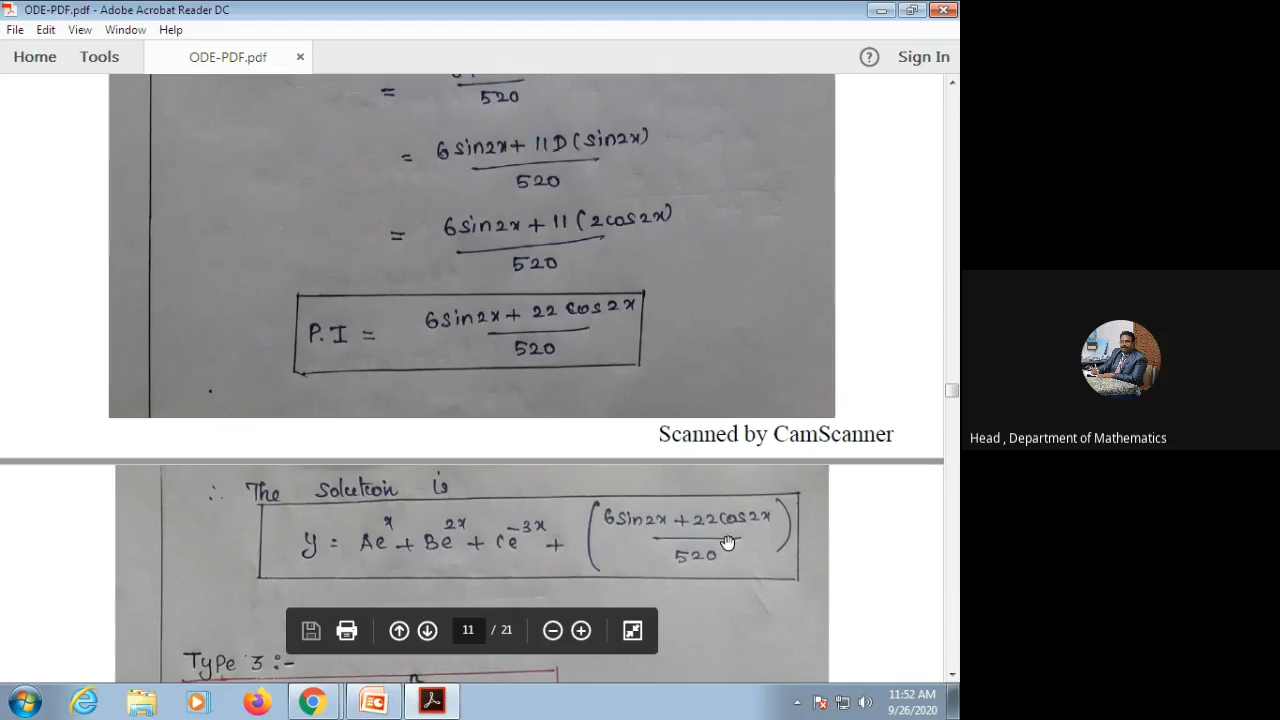 ODE-PDF.pdf - Adobe Acrobat Reader DC
File Edit View Window Help
Home Tools ODE-PDF.pdf × ? Sign In
=
520
= 6sin2x + 11D(sin2x)
520
= 6sin2x + 11(2cos2x)
520
P.I = 6sin2x + 22cos2x
520
Scanned by CamScanner
∴ The solution is
y = Ae^x + Be^2x + Ce^-3x + (6sin2x + 22cos2x
520)
11 / 21
Type 3 :-
Head , Department of Mathematics
11:52 AM
9/26/2020